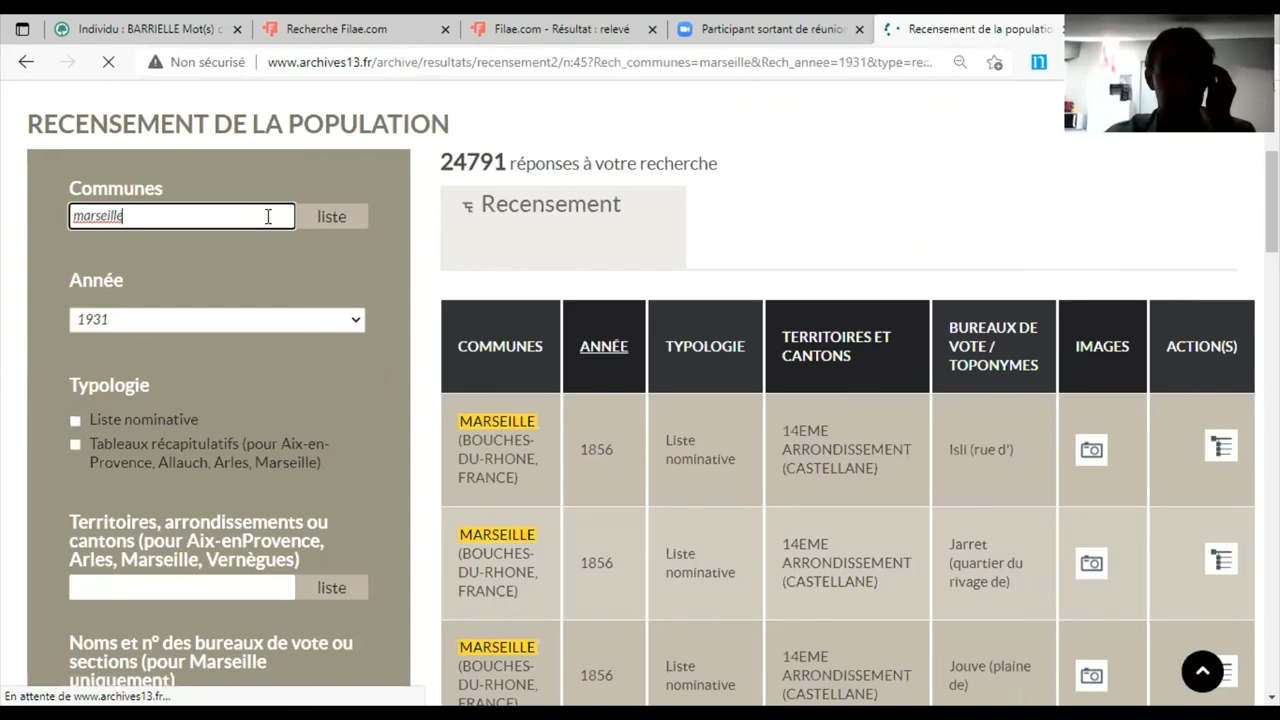 Individu : BARRIELLE Mot(s) c
Recherche Filae.com
Filae.com - Résultat : relevé
Participant sortant de réunion
Recensement de la populatio
Non sécurisé
www.archives13.fr/archive/resultats/recensement2/n:45?Rech_communes=marseille&Rech_annee=1931&type=re...
n
RECENSEMENT DE LA POPULATION
Communes
marseille
liste
Année
1931
Typologie
Liste nominative
Tableaux récapitulatifs (pour Aix-en-
Provence, Allauch, Arles, Marseille)
Territoires, arrondissements ou
cantons (pour Aix-enProvence,
Arles, Marseille, Vernègues)
liste
Noms et n° des bureaux de vote ou
sections (pour Marseille
uniquement)
En attente de www.archives13.fr...
24791 réponses à votre recherche
Recensement
COMMUNES
ANNÉE
TYPOLOGIE
TERRITOIRES ET
CANTONS
BUREAUX DE
VOTE /
TOPONYMES
IMAGES
ACTION(S)
MARSEILLE
(BOUCHES-
DU-RHONE,
FRANCE)
1856
Liste
nominative
14EME
ARRONDISSEMENT
(CASTELLANE)
Isli (rue d')
MARSEILLE
(BOUCHES-
DU-RHONE,
FRANCE)
1856
Liste
nominative
14EME
ARRONDISSEMENT
(CASTELLANE)
Jarret
(quartier du
rivage de)
MARSEILLE
(BOUCHES-
DU-RHONE,
FRANCE)
1856
Liste
nominative
14EME
ARRONDISSEMENT
(CASTELLANE)
Jouve (plaine
de)